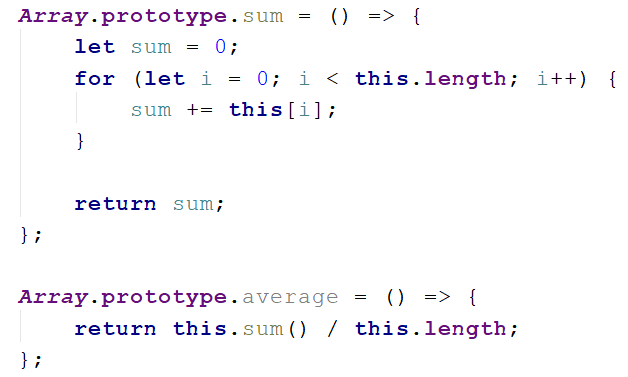 Array.prototype.sum = () => {
    let sum = 0;
    for (let i = 0; i < this.length; i++) {
        sum += this[i];
    }

    return sum;
};

Array.prototype.average = () => {
    return this.sum() / this.length;
};